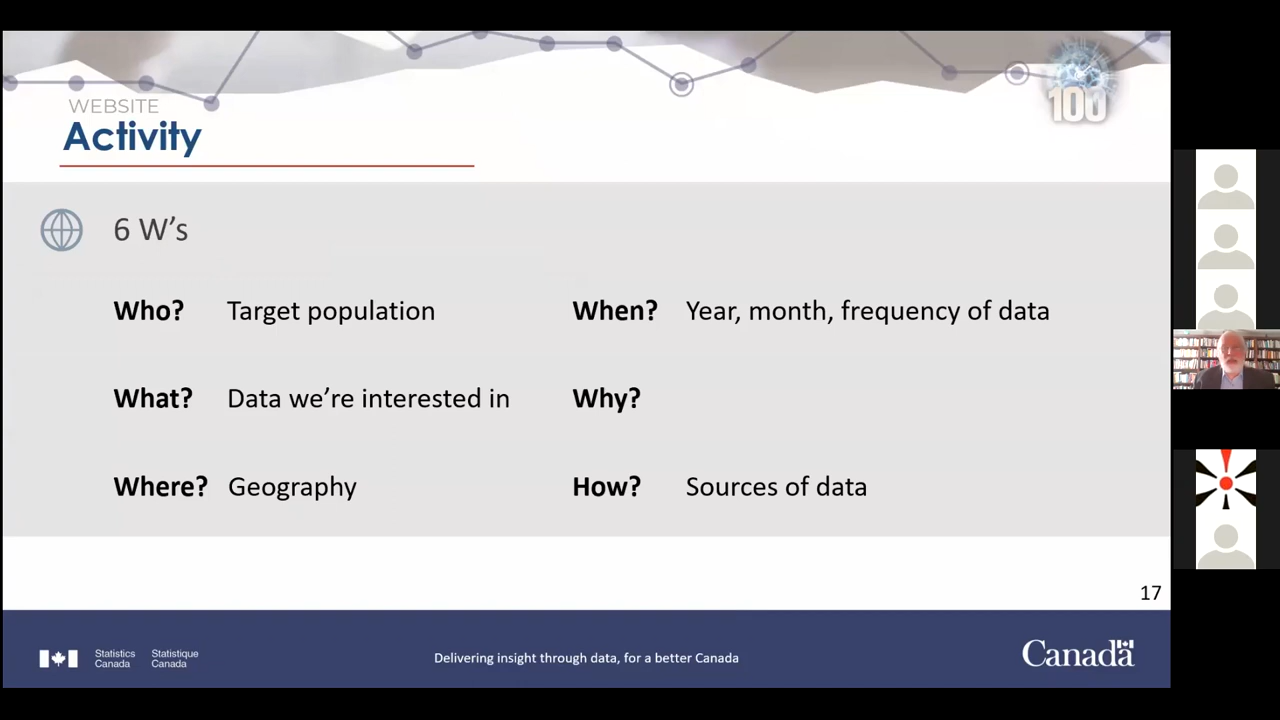 WEBSITE
Activity
100
6 W's
Who? Target population
When? Year, month, frequency of data
What? Data we're interested in
Why?
Where? Geography
How? Sources of data
17
Statistics Canada
Statistique Canada
Delivering insight through data, for a better Canada
Canada